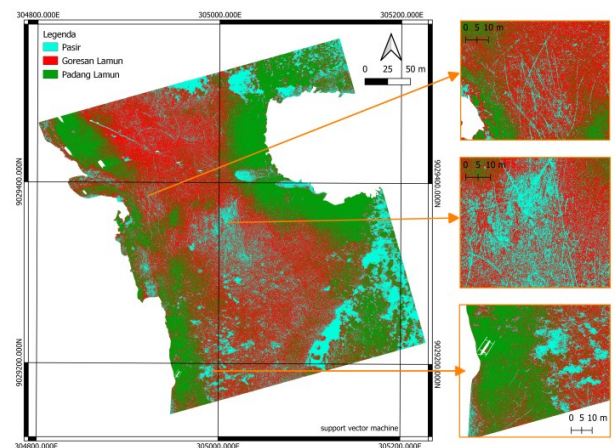 304800.000E
305000.000E
305200.000E
Legenda
Pasir
Goresan Lamun
Padang Lamun
0 25 50 m
9029400.000N
9029400.000N
9029200.000N
9029200.000N
support vector machine
304800.000E
305000.000E
305200.000E
0 5 10 m
0 5 10 m
0 5 10 m